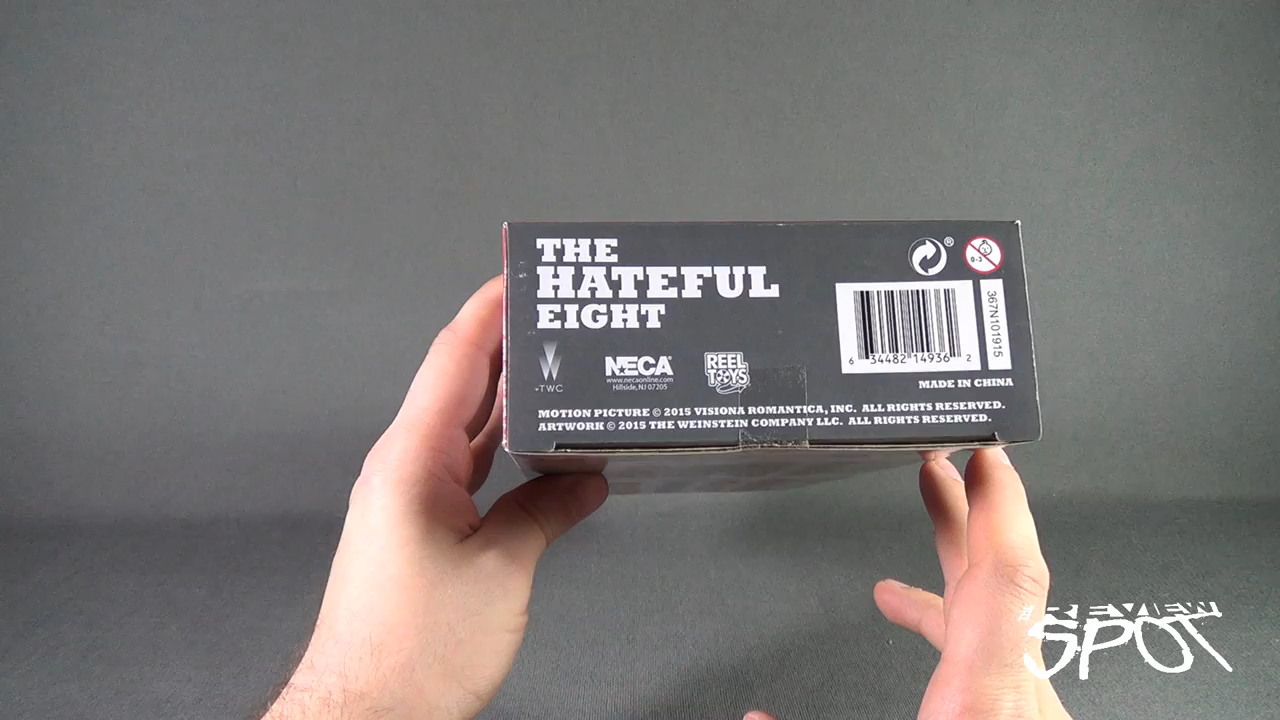 THE
HATEFUL
EIGHT
+TWC
NECA®
www.necaonline.com
Hillside, NJ 07205
REEL
TOYS
®
0-3
6 34482 14936 2
367N101915
MADE IN CHINA
MOTION PICTURE © 2015 VISIONA ROMANTICA, INC. ALL RIGHTS RESERVED.
ARTWORK © 2015 THE WEINSTEIN COMPANY LLC. ALL RIGHTS RESERVED.
THE REVIEW
SPOT